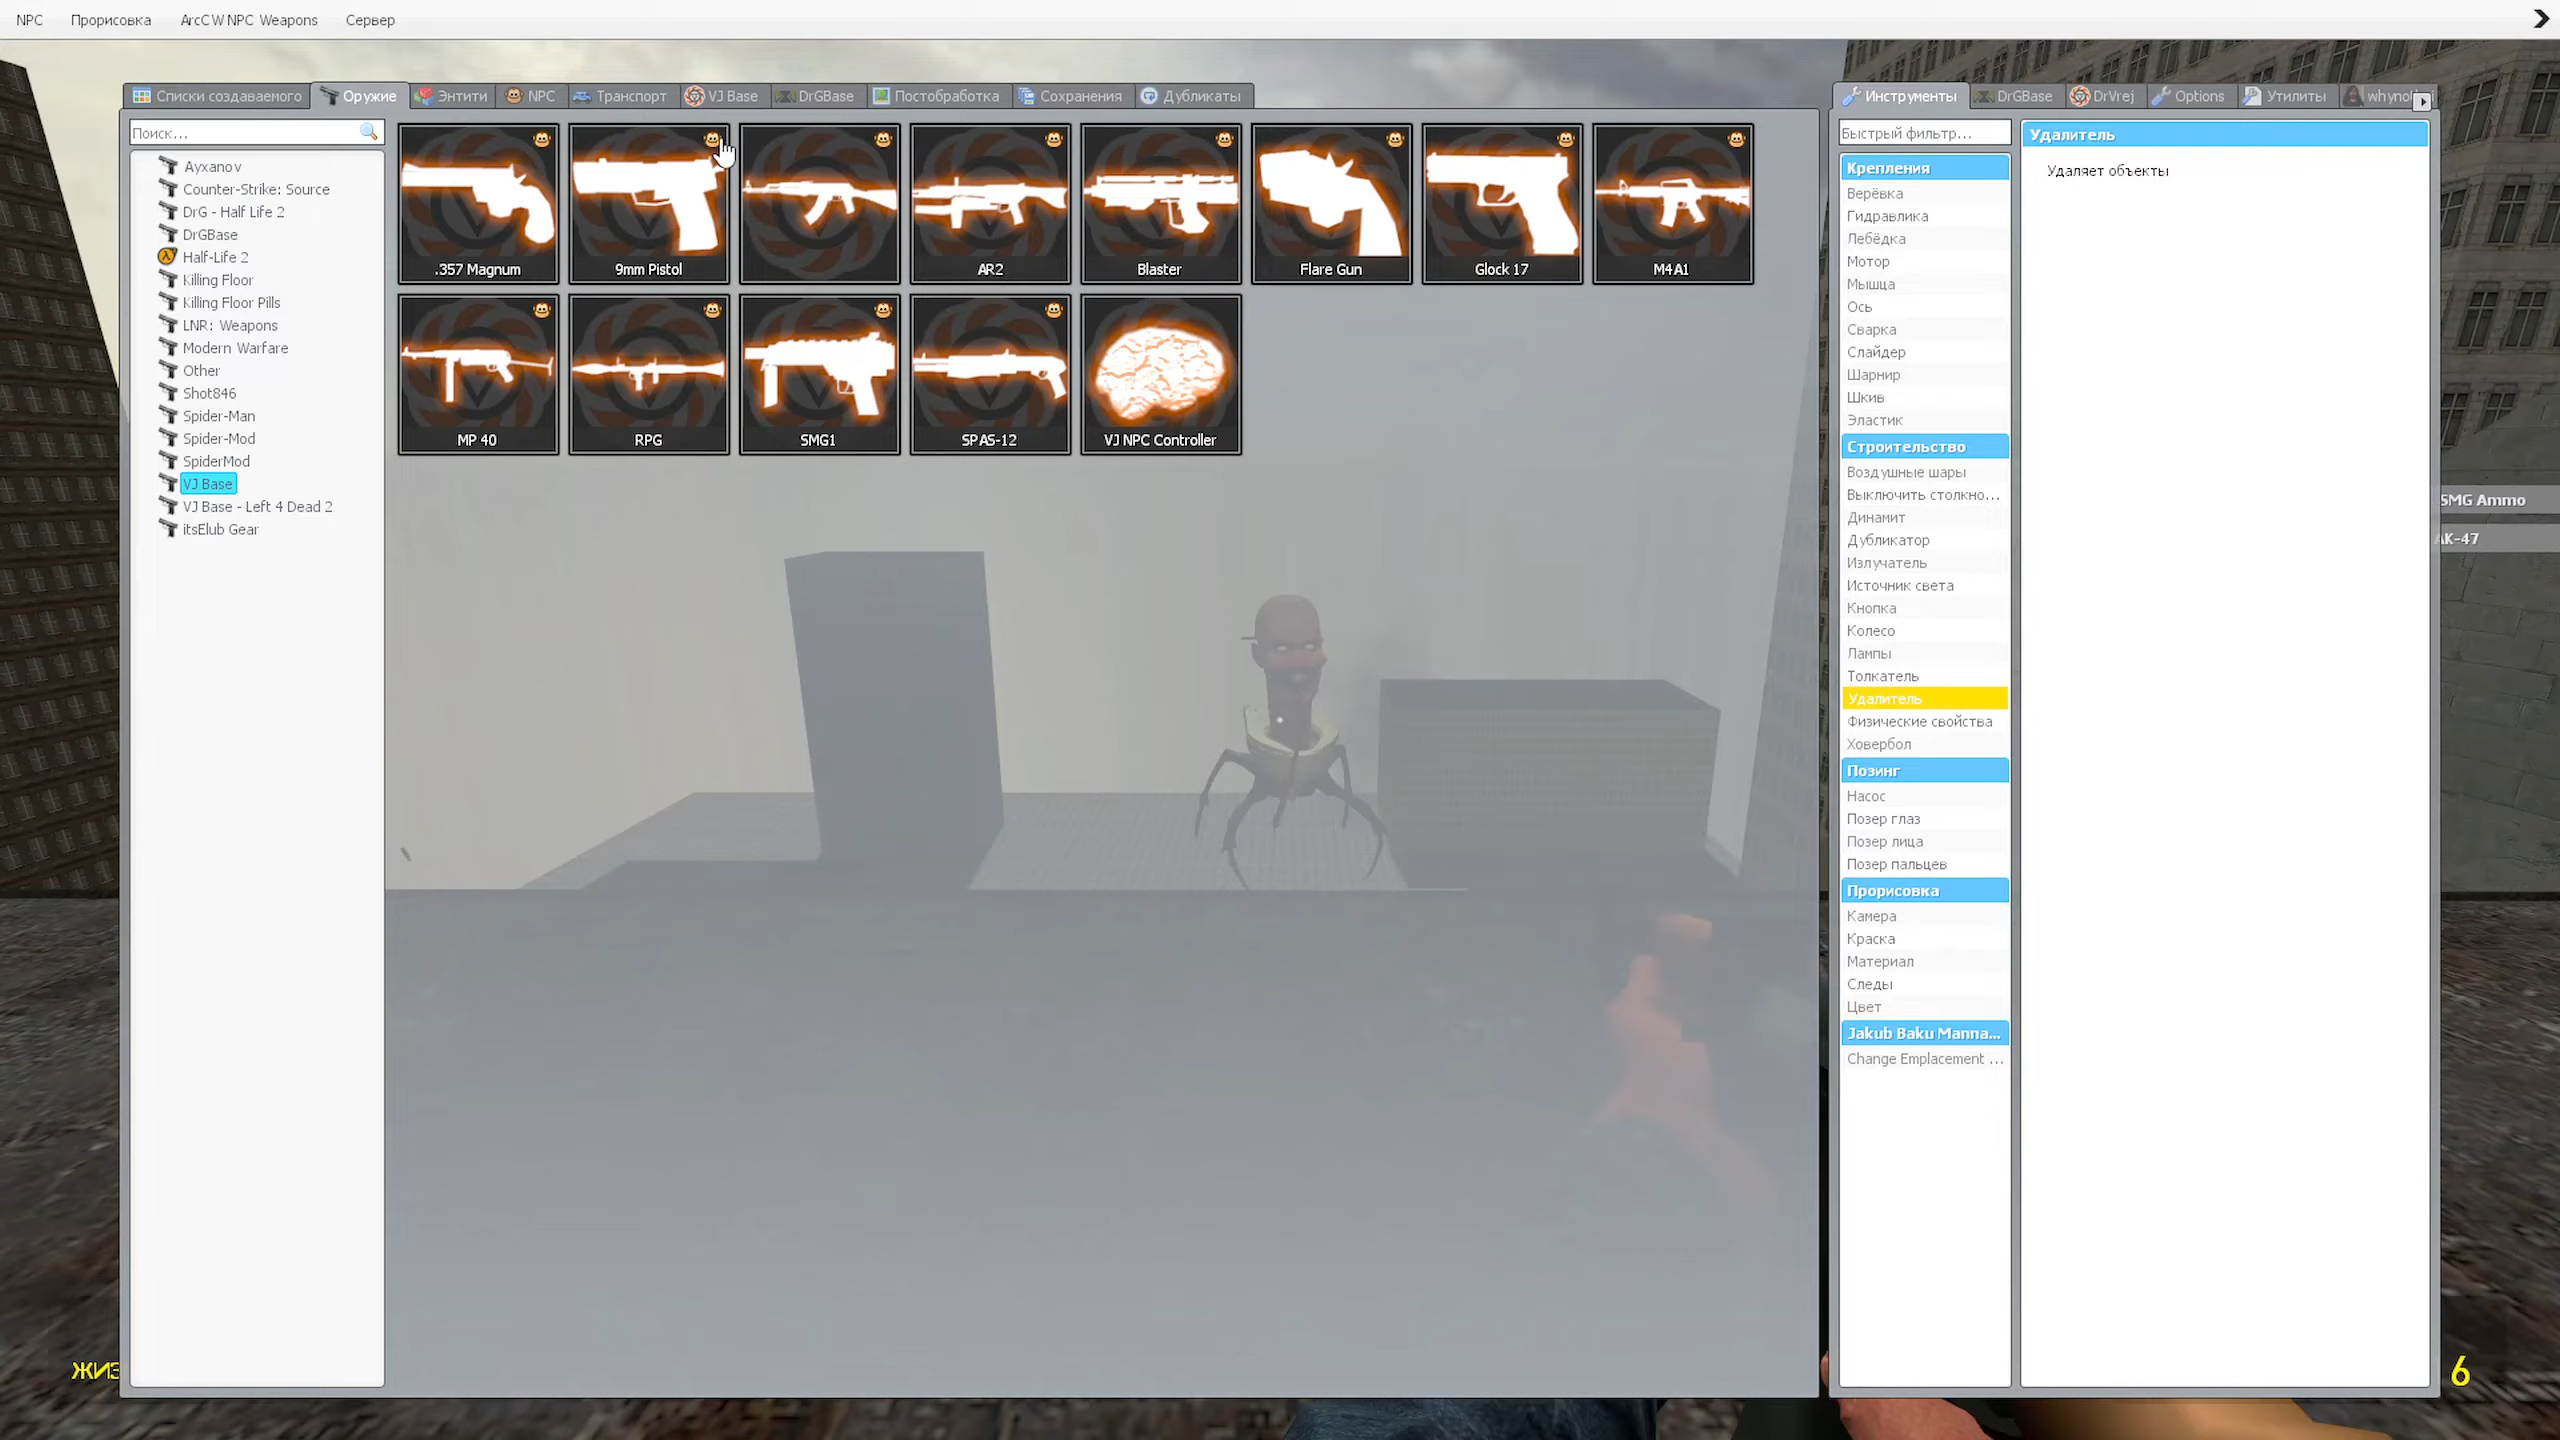 NPC Прорисовка ArcCW NPC Weapons Сервер
Списки создаваемого Оружие Энтити NPC Транспорт VJ Base DrGBase Постобработка Сохранения Дубликаты
Поиск...
Ayxanov
Counter-Strike: Source
DrG - Half Life 2
DrGBase
Half-Life 2
Killing Floor
Killing Floor Pills
LNR: Weapons
Modern Warfare
Other
Shot846
Spider-Man
Spider-Mod
SpiderMod
VJ Base
VJ Base - Left 4 Dead 2
itsElub Gear
.357 Magnum 9mm Pistol AR2 Blaster Flare Gun Glock 17 M4A1
MP 40 RPG SMG1 SPAS-12 VJ NPC Controller
Инструменты DrGBase DrVrej Options Утилиты
Быстрый фильтр...
Крепления
Верёвка
Гидравлика
Лебёдка
Мотор
Мышца
Ось
Сварка
Слайдер
Шарнир
Шкив
Эластик
Строительство
Воздушные шары
Выключить столкно...
Динамит
Дубликатор
Излучатель
Источник света
Кнопка
Колесо
Лампы
Толкатель
Удалитель
Физические свойства
Ховербол
Позинг
Насос
Позер глаз
Позер лица
Позер пальцев
Прорисовка
Камера
Краска
Материал
Следы
Цвет
Jakub Baku Manna...
Change Emplacement ...
Удалитель
Удаляет объекты
SMG Ammo
AK-47
6